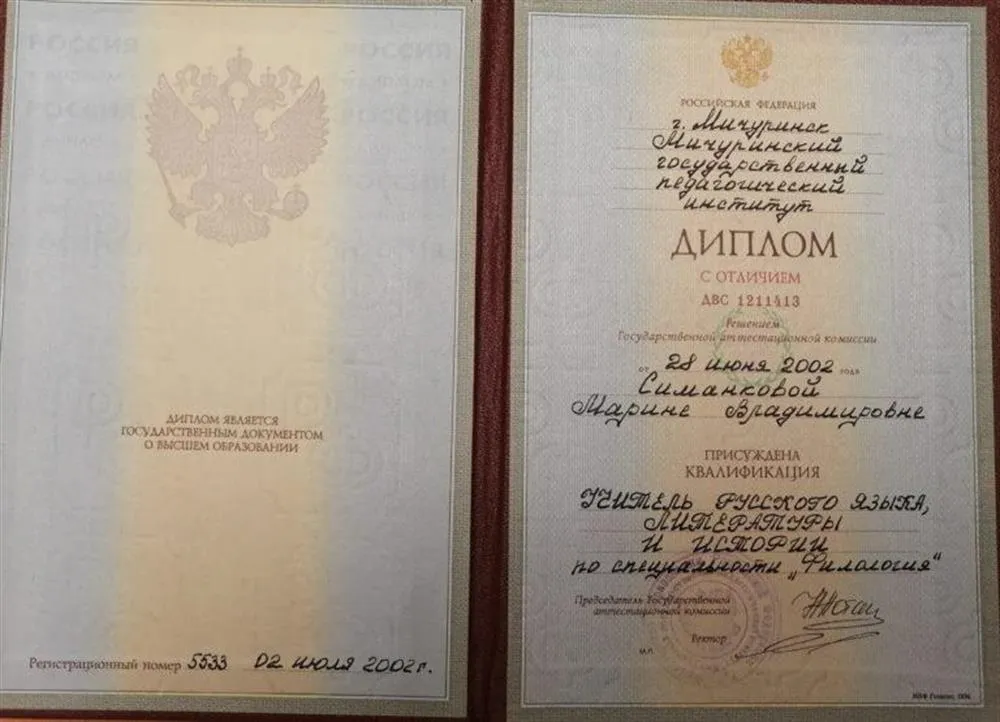 ДИПЛОМ ЯВЛЯЕТСЯ
ГОСУДАРСТВЕННЫМ ДОКУМЕНТОМ
О ВЫСШЕМ ОБРАЗОВАНИИ
Регистрационный номер 5533 02 июля 2002г.
РОССИЙСКАЯ ФЕДЕРАЦИЯ
г. Мичуринск
Мичуринский
государственный
педагогический
институт
ДИПЛОМ
С ОТЛИЧИЕМ
ДВС 1211413
Решением
Государственной аттестационной комиссии
от 28 июня 2002 года
Симанковой
Марине Владимировне
ПРИСУЖДЕНА
КВАЛИФИКАЦИЯ
УЧИТЕЛЬ РУССКОГО ЯЗЫКА,
ЛИТЕРАТУРЫ
И ИСТОРИИ
по специальности „Филология“
Председатель Государственной
аттестационной комиссии
Ректор
М.П.